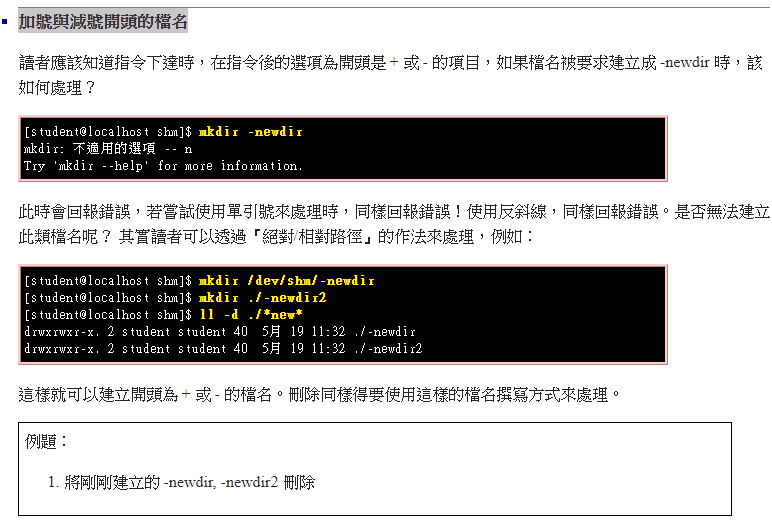 加號與減號開頭的檔名
讀者應該知道指令下達時，在指令後的選項為開頭是 + 或 - 的項目，如果檔名被要求建立成 -newdir 時，該
如何處理？
[student@localhost shm]$ mkdir -newdir
mkdir: 不適用的選項 -- n
Try 'mkdir --help' for more information.
此時會回報錯誤，若嘗試使用單引號來處理時，同樣回報錯誤！使用反斜線，同樣回報錯誤。是否無法建立
此類檔名呢？ 其實讀者可以透過『絕對/相對路徑』的作法來處理，例如：
[student@localhost shm]$ mkdir /dev/shm/-newdir
[student@localhost shm]$ mkdir ./-newdir2
[student@localhost shm]$ ll -d ./*new*
drwxrwxr-x. 2 student student 40  5月 19 11:32 ./-newdir
drwxrwxr-x. 2 student student 40  5月 19 11:32 ./-newdir2
這樣就可以建立開頭為 + 或 - 的檔名。刪除同樣得要使用這樣的檔名撰寫方式來處理。
例題：
1. 將剛剛建立的 -newdir, -newdir2 刪除